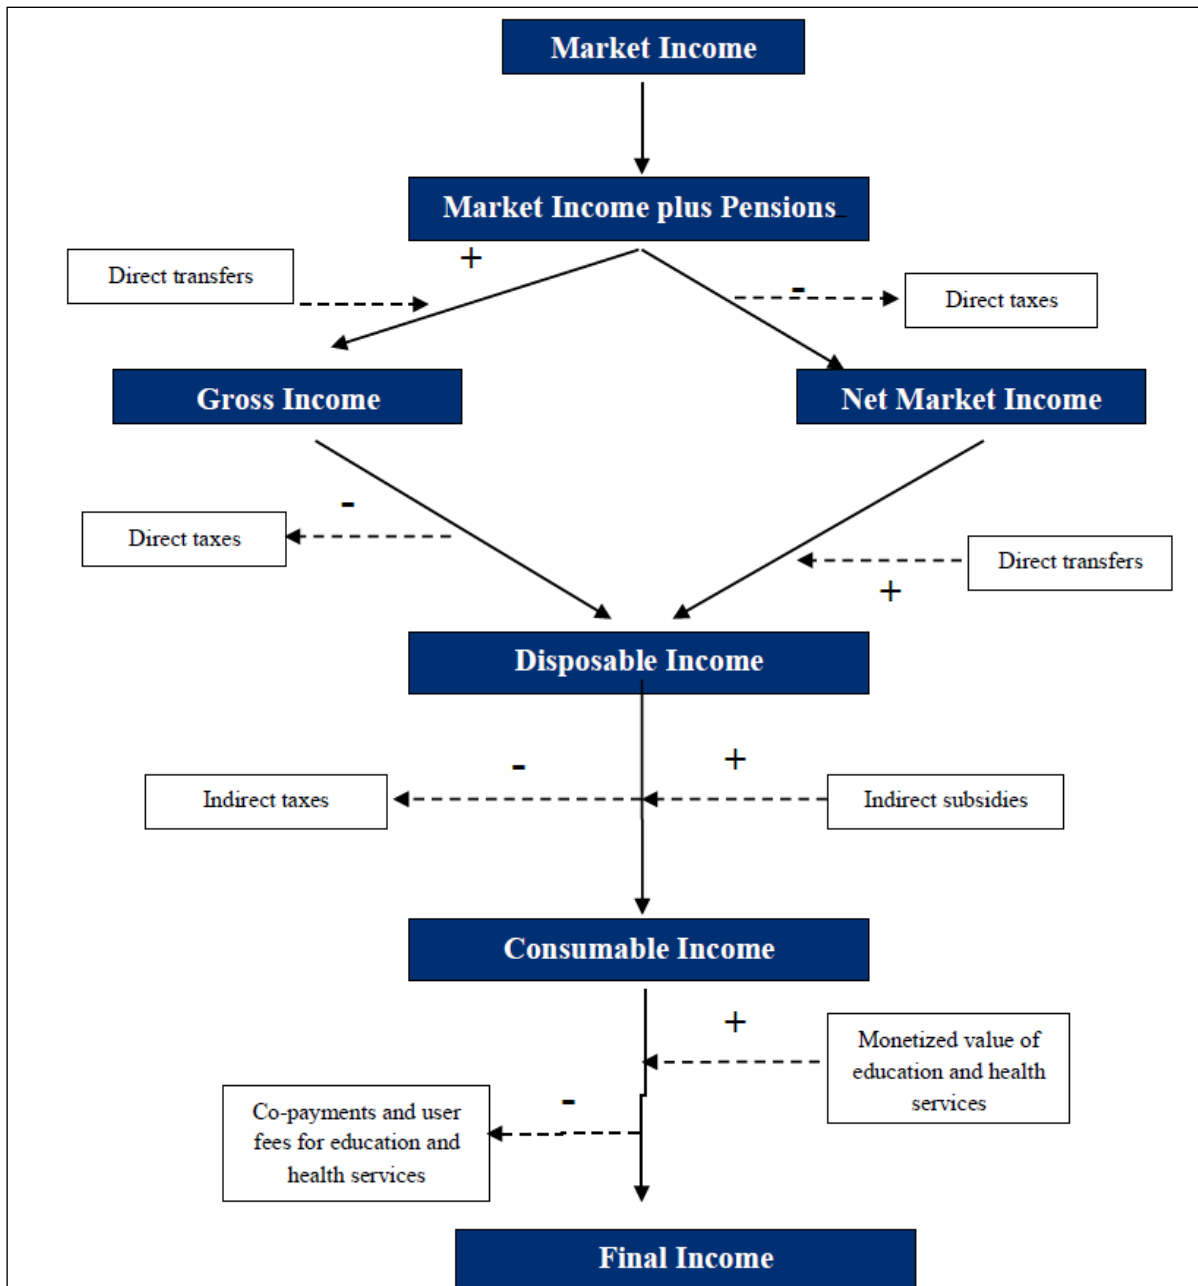 Market Income
Market Income plus Pensions
+
Direct transfers
-
Direct taxes
Gross Income
Net Market Income
-
Direct taxes
Direct transfers
+
Disposable Income
-
+
Indirect taxes
Indirect subsidies
Consumable Income
+
Monetized value of
education and health
services
-
Co-payments and user
fees for education and
health services
Final Income